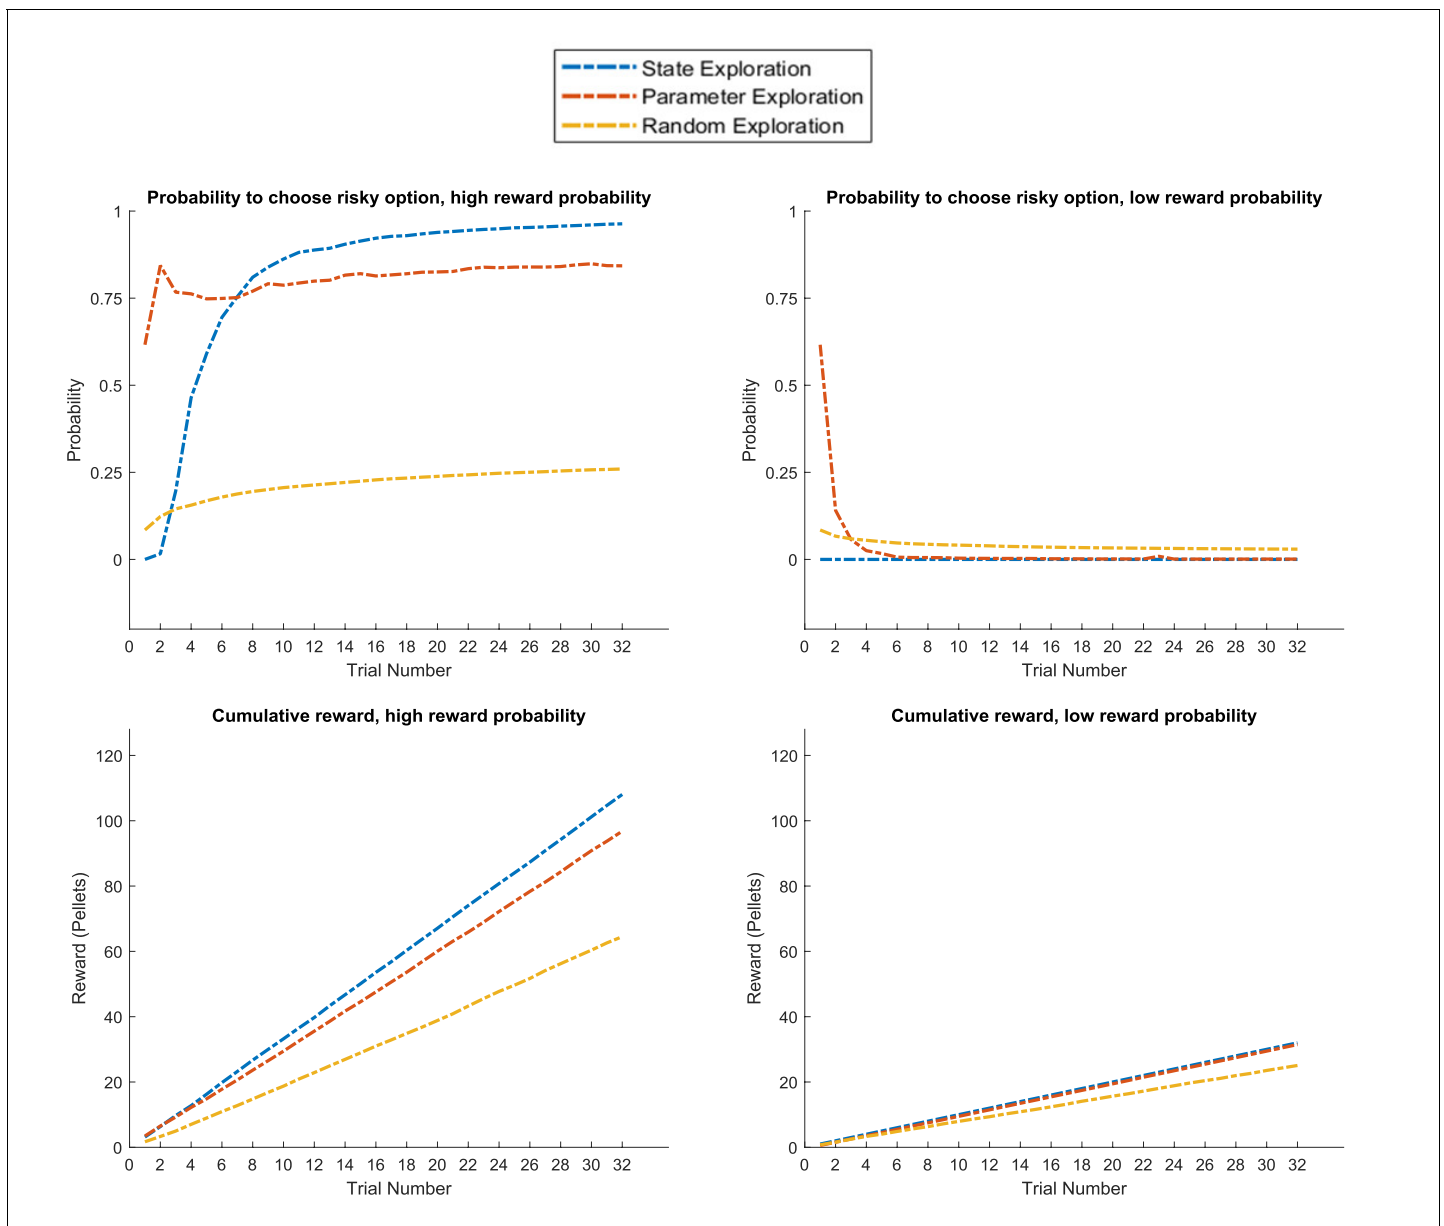 State Exploration
Parameter Exploration
Random Exploration
Probability to choose risky option, high reward probability
1
0.75
0.5
0.25
0
Probability
0 2 4 6 8 10 12 14 16 18 20 22 24 26 28 30 32
Trial Number
Probability to choose risky option, low reward probability
1
0.75
0.5
0.25
0
Probability
0 2 4 6 8 10 12 14 16 18 20 22 24 26 28 30 32
Trial Number
Cumulative reward, high reward probability
120
100
80
60
40
20
0
Reward (Pellets)
0 2 4 6 8 10 12 14 16 18 20 22 24 26 28 30 32
Trial Number
Cumulative reward, low reward probability
120
100
80
60
40
20
0
Reward (Pellets)
0 2 4 6 8 10 12 14 16 18 20 22 24 26 28 30 32
Trial Number